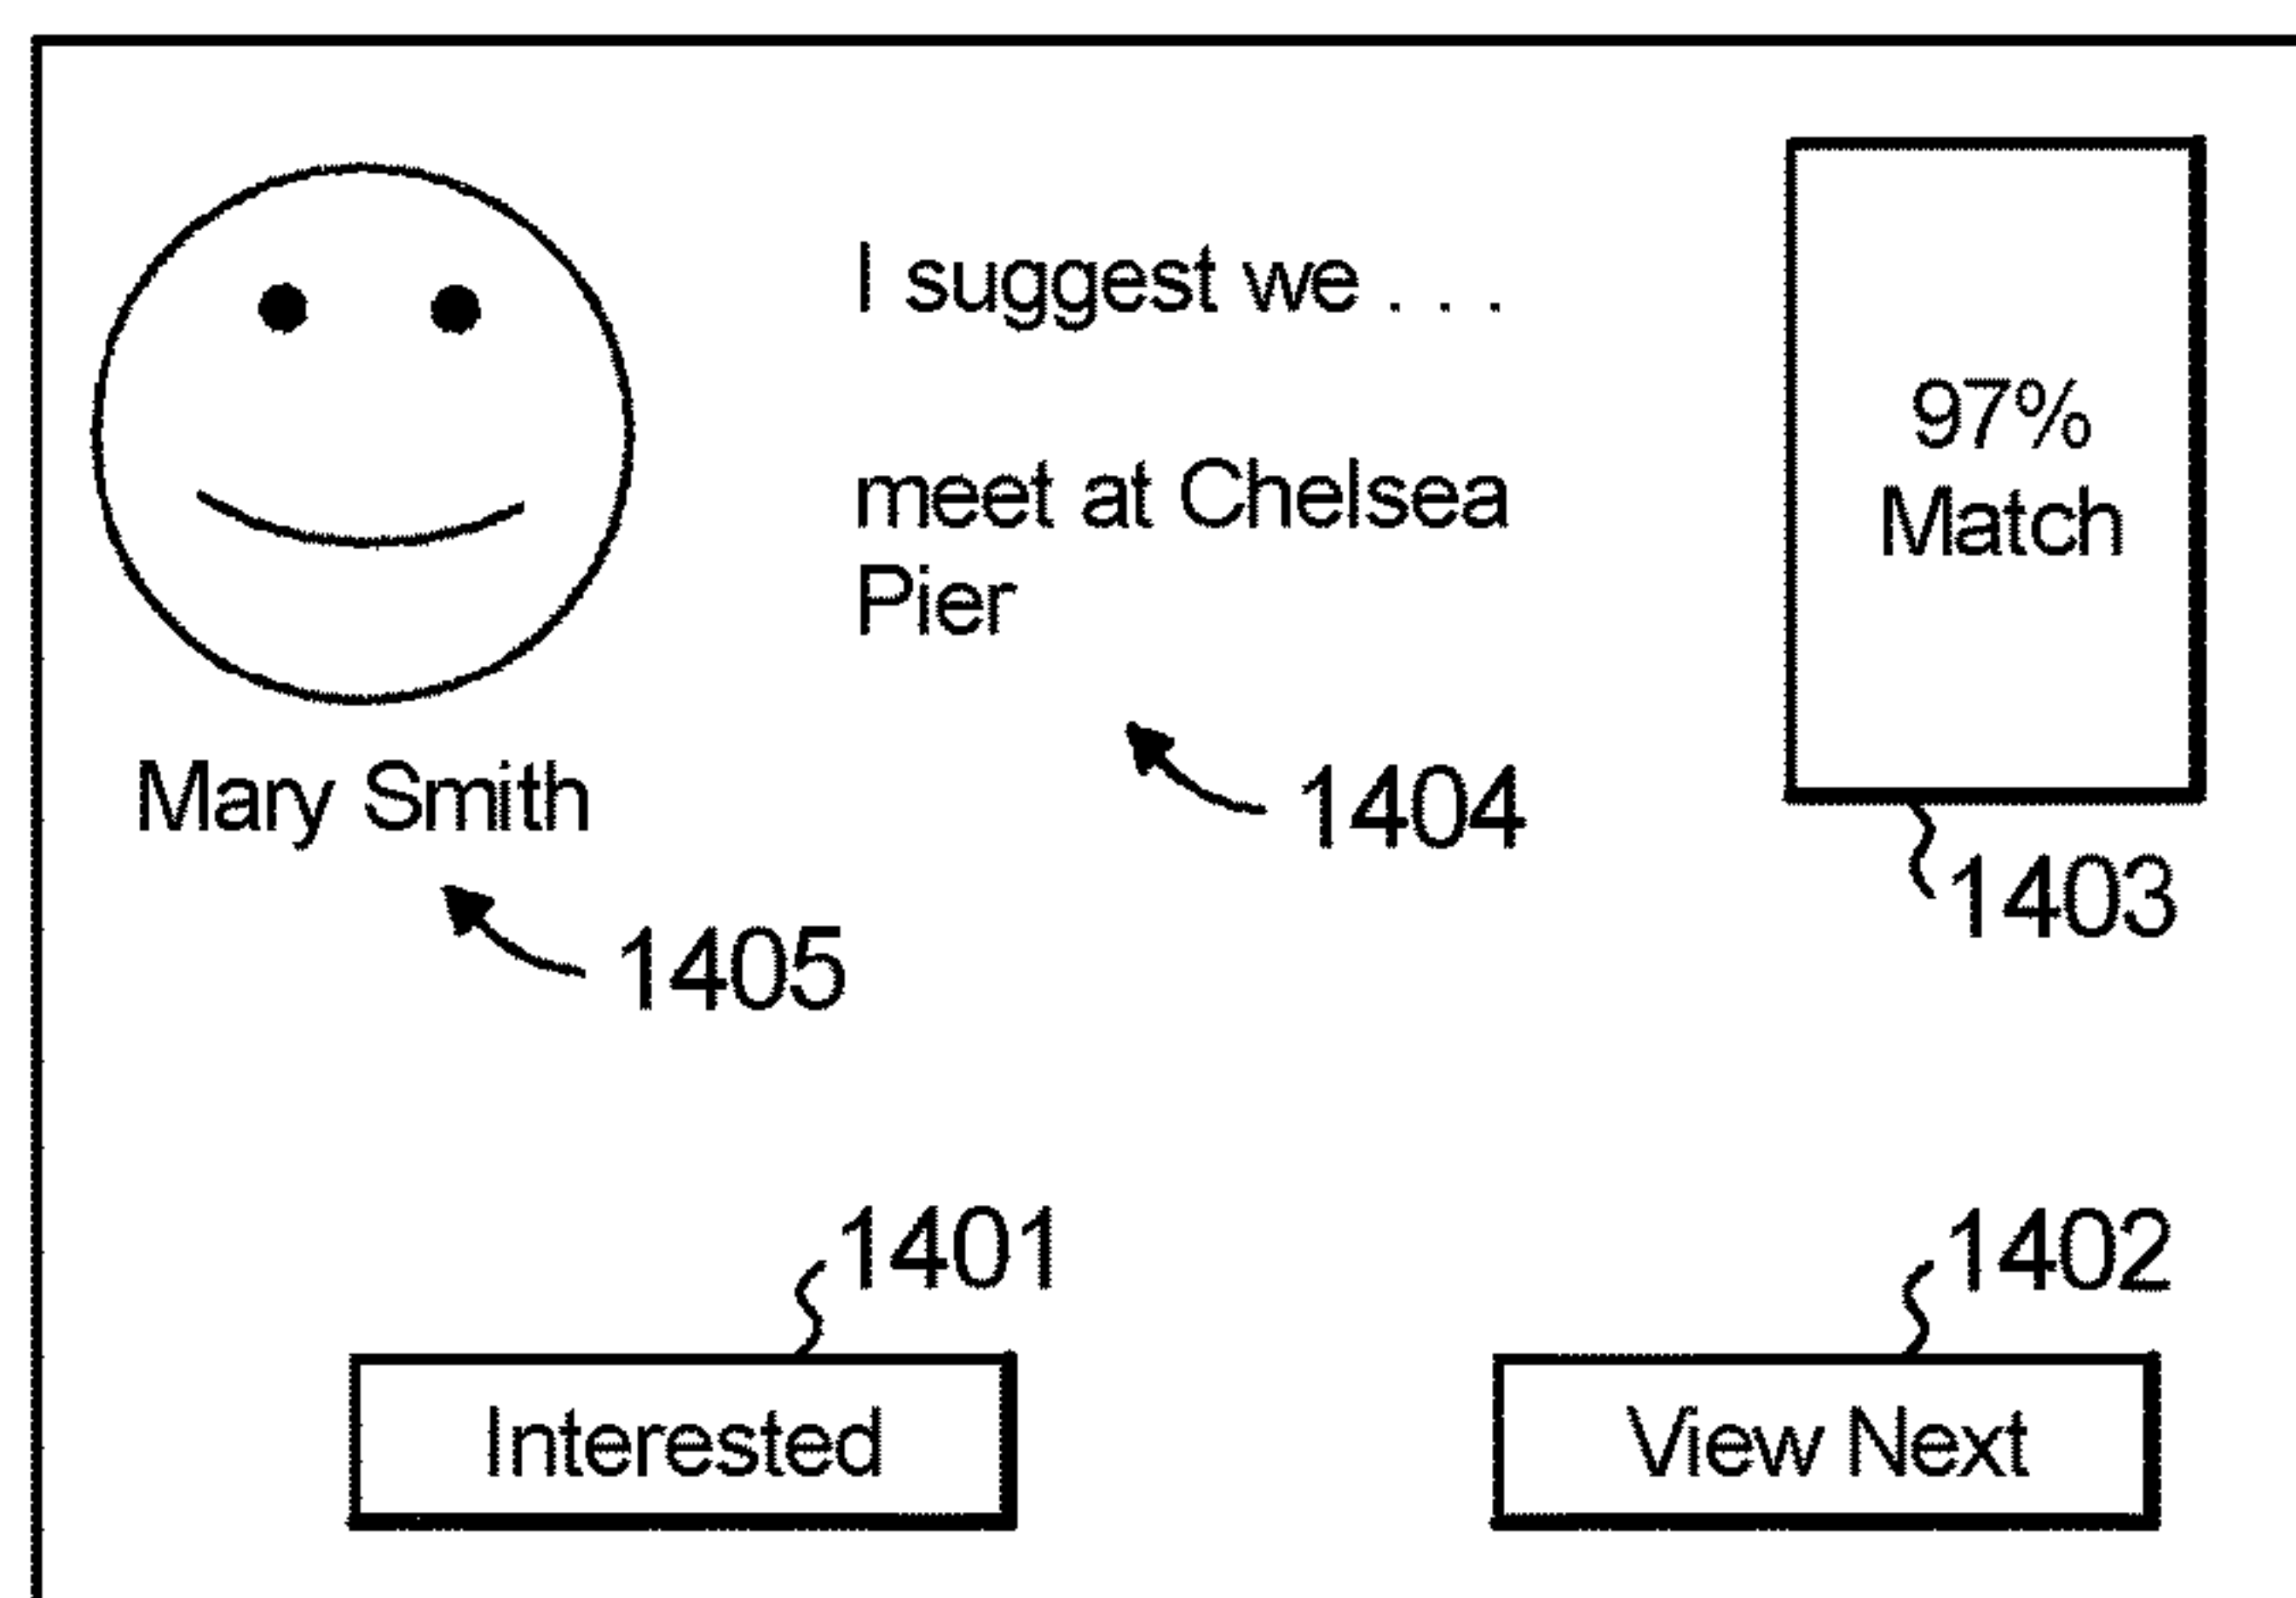 I suggest we . . .
meet at Chelsea
Pier
97%
Match
Mary Smith
1404
1403
1405
1401
1402
Interested
View Next